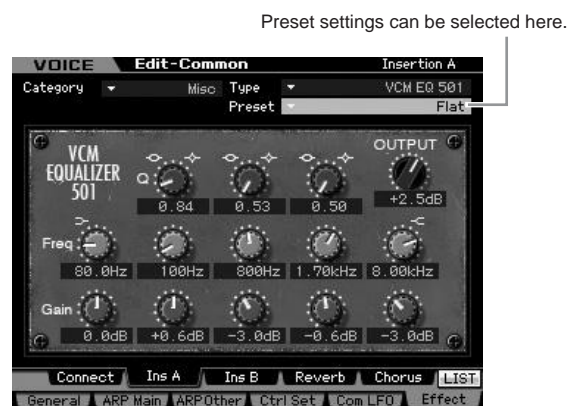 Preset settings can be selected here.
VOICE Edit-Common Insertion A
Category Misc Type VCM EQ 501
Preset Flat
VCM
EQUALIZER
501
OUTPUT
+2.5dB
Q
0.84 0.53 0.50
Freq
80.0Hz 100Hz 800Hz 1.70kHz 8.00kHz
Gain
0.0dB +0.6dB -3.0dB -0.6dB -3.0dB
Connect Ins A Ins B Reverb Chorus LIST
General ARP Main ARP Other Ctrl Set Com LFO Effect